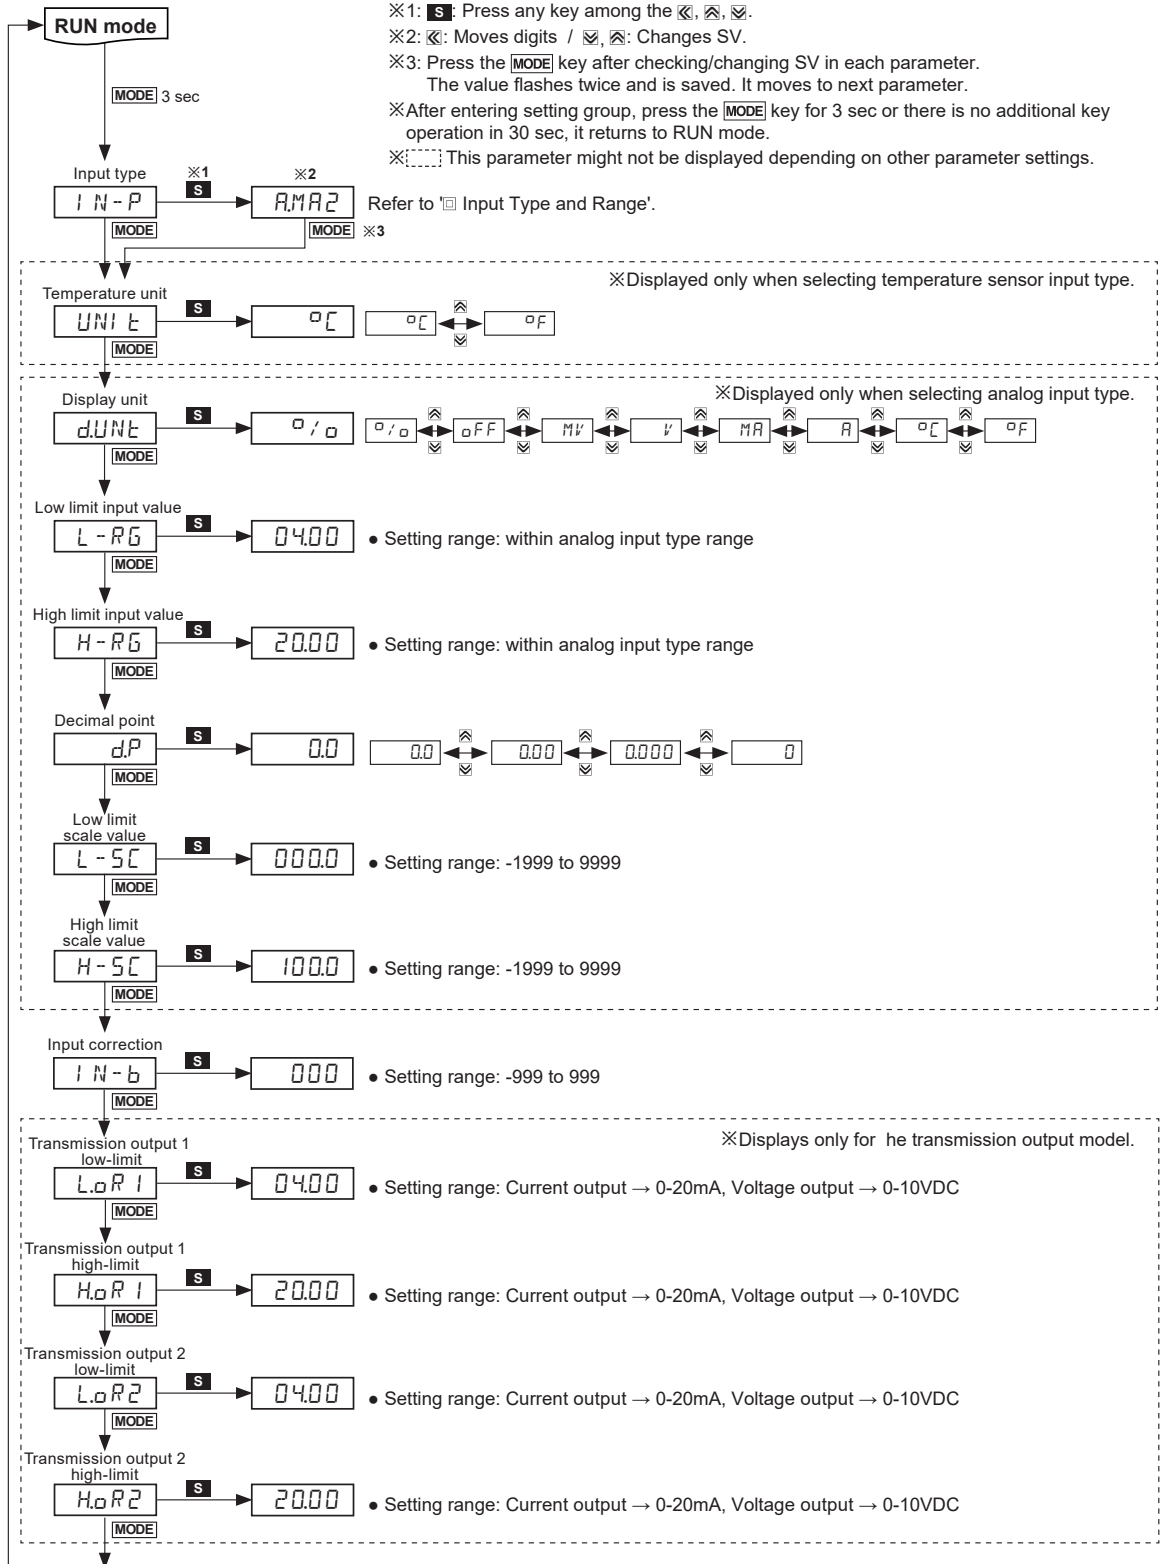 RUN mode
※1: S : Press any key among the ≪, ︽, ︾.
※2: ≪: Moves digits / ︾, ︽: Changes SV.
※3: Press the MODE key after checking/changing SV in each parameter.
The value flashes twice and is saved. It moves to next parameter.
※After entering setting group, press the MODE key for 3 sec or there is no additional key
operation in 30 sec, it returns to RUN mode.
※ This parameter might not be displayed depending on other parameter settings.
MODE 3 sec
Input type ※1 ※2
IN-P S A.MA2 Refer to '□ Input Type and Range'.
MODE MODE ※3
※Displayed only when selecting temperature sensor input type.
Temperature unit
UNIt S °C °C °F
MODE
※Displayed only when selecting analog input type.
Display unit
d.UNt S °/o °/o oFF MV V MA A °C °F
MODE
Low limit input value
L-RG S 04.00 ● Setting range: within analog input type range
MODE
High limit input value
H-RG S 20.00 ● Setting range: within analog input type range
MODE
Decimal point
d.P S 0.0 0.0 0.00 0.000 0
MODE
Low limit
scale value
L-SC S 000.0 ● Setting range: -1999 to 9999
MODE
High limit
scale value
H-SC S 100.0 ● Setting range: -1999 to 9999
MODE
Input correction
IN-b S 000 ● Setting range: -999 to 999
MODE
※Displays only for he transmission output model.
Transmission output 1
low-limit
L.oR1 S 04.00 ● Setting range: Current output → 0-20mA, Voltage output → 0-10VDC
MODE
Transmission output 1
high-limit
H.oR1 S 20.00 ● Setting range: Current output → 0-20mA, Voltage output → 0-10VDC
MODE
Transmission output 2
low-limit
L.oR2 S 04.00 ● Setting range: Current output → 0-20mA, Voltage output → 0-10VDC
MODE
Transmission output 2
high-limit
H.oR2 S 20.00 ● Setting range: Current output → 0-20mA, Voltage output → 0-10VDC
MODE